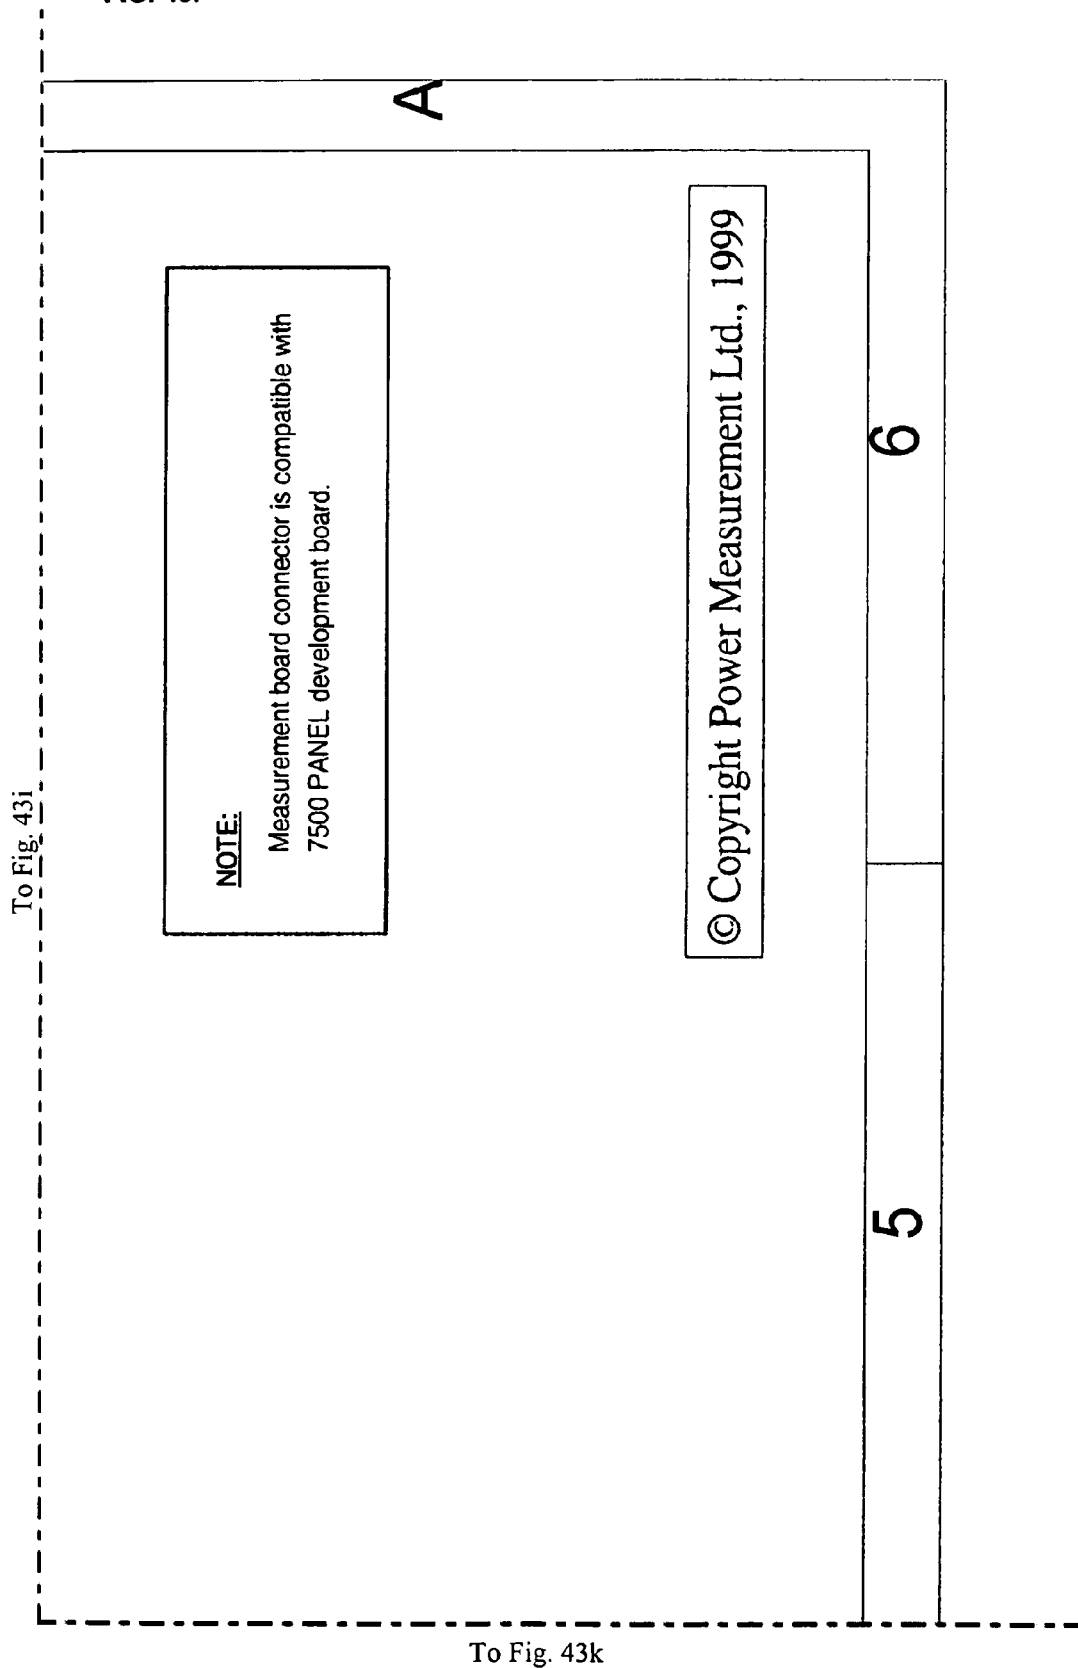 A
NOTE:
Measurement board connector is compatible with
7500 PANEL development board.
© Copyright Power Measurement Ltd., 1999
6
5
To Fig. 43i
To Fig. 43k